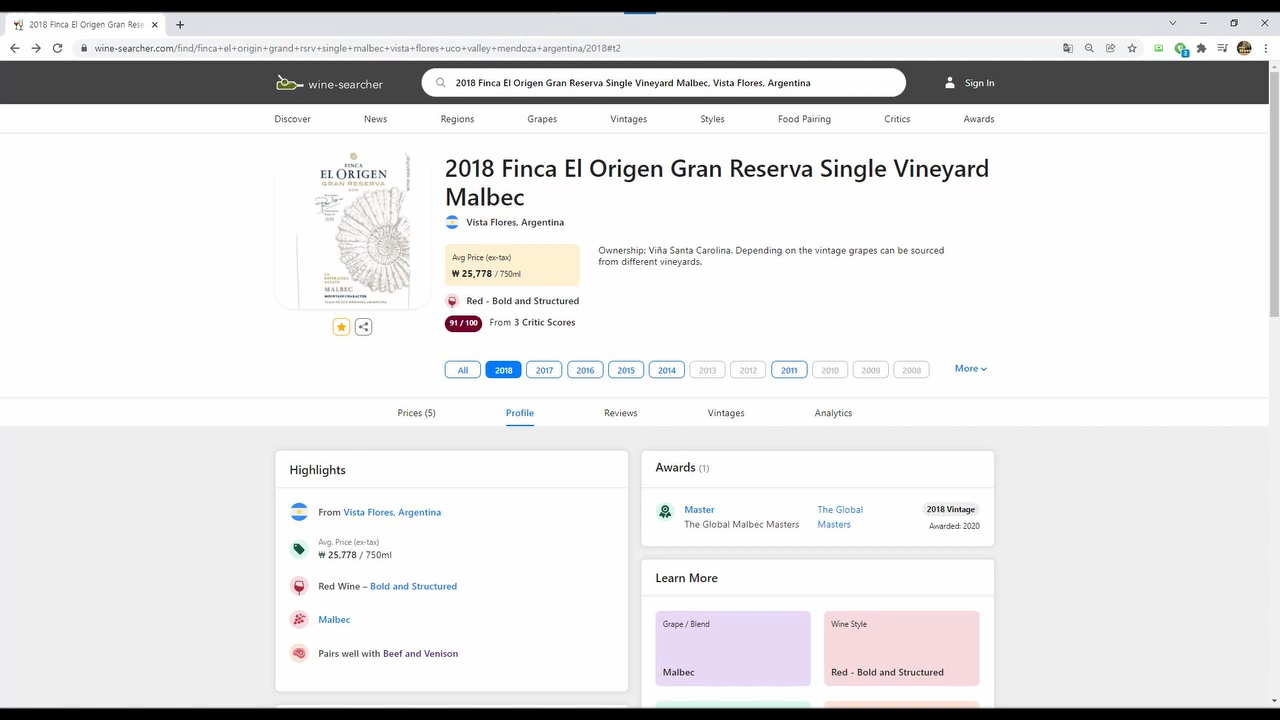 2018 Finca El Origen Gran Rese
wine-searcher.com/find/finca+el+origin+grand+rsrv+single+malbec+vista+flores+uco+valley+mendoza+argentina/2018#t2
wine-searcher
2018 Finca El Origen Gran Reserva Single Vineyard Malbec, Vista Flores, Argentina
Sign In
Discover News Regions Grapes Vintages Styles Food Pairing Critics Awards
FINCA
EL ORIGEN
GRAN RESERVA
MALBEC
MOUNTAIN CHARACTER
wine-searcher
2018 Finca El Origen Gran Reserva Single Vineyard
Malbec
Vista Flores, Argentina
Avg Price (ex-tax)
₩ 25,778 / 750ml
Ownership: Viña Santa Carolina. Depending on the vintage grapes can be sourced
from different vineyards.
Red - Bold and Structured
91 / 100 From 3 Critic Scores
All 2018 2017 2016 2015 2014 2013 2012 2011 2010 2009 2008 More
Prices (5) Profile Reviews Vintages Analytics
Highlights
From Vista Flores, Argentina
Avg. Price (ex-tax)
₩ 25,778 / 750ml
Red Wine – Bold and Structured
Malbec
Pairs well with Beef and Venison
Awards (1)
Master
The Global Malbec Masters
The Global
Masters
2018 Vintage
Awarded: 2020
Learn More
Grape / Blend
Malbec
Wine Style
Red - Bold and Structured